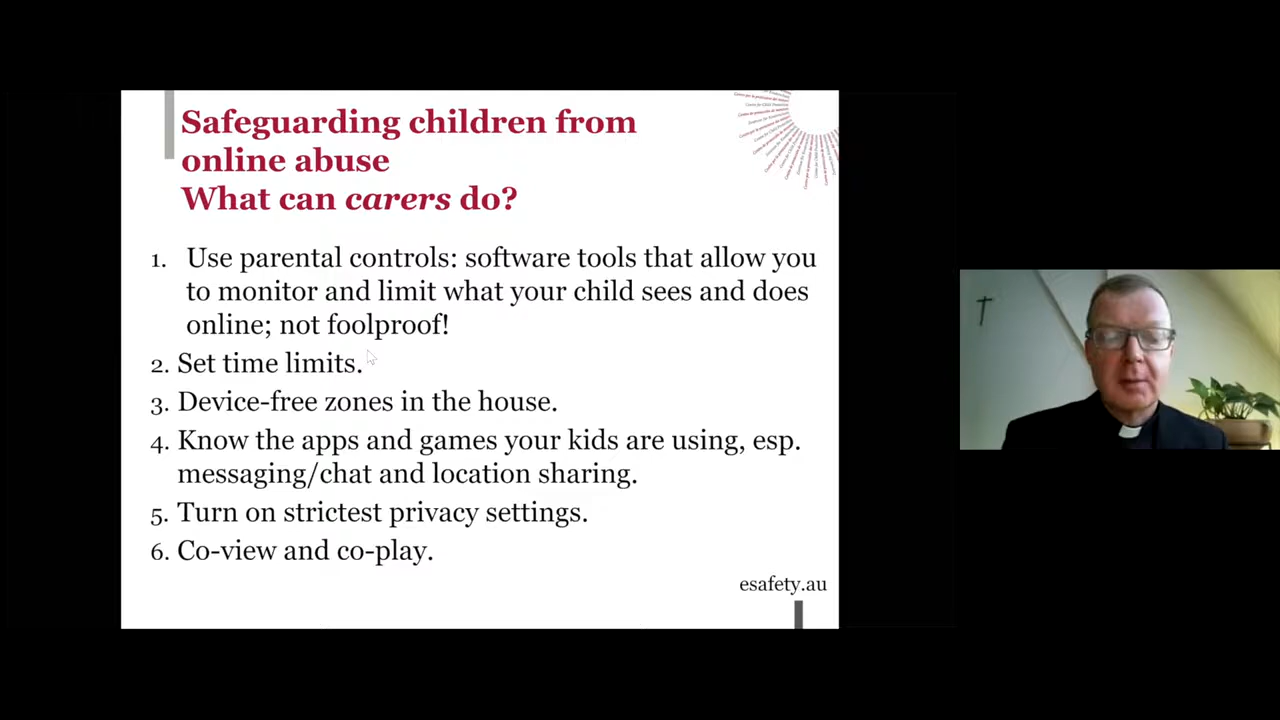 Safeguarding children from
online abuse
What can carers do?
1. Use parental controls: software tools that allow you
to monitor and limit what your child sees and does
online; not foolproof!
2. Set time limits.
3. Device-free zones in the house.
4. Know the apps and games your kids are using, esp.
messaging/chat and location sharing.
5. Turn on strictest privacy settings.
6. Co-view and co-play.
esafety.au